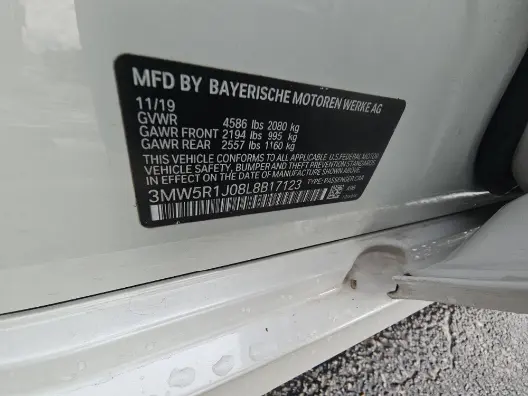 MFD BY BAYERISCHE MOTOREN WERKE AG
11/19
GVWR 4586 lbs 2080 kg
GAWR FRONT 2194 lbs 995 kg
GAWR REAR 2557 lbs 1160 kg
THIS VEHICLE CONFORMS TO ALL APPLICABLE U.S. FEDERAL MOTOR
VEHICLE SAFETY, BUMPER, AND THEFT PREVENTION STANDARDS IN
EFFECT ON THE DATE OF MANUFACTURE SHOWN ABOVE.
3MW5R1J08L8B17123 TYPE: PASSENGER CAR